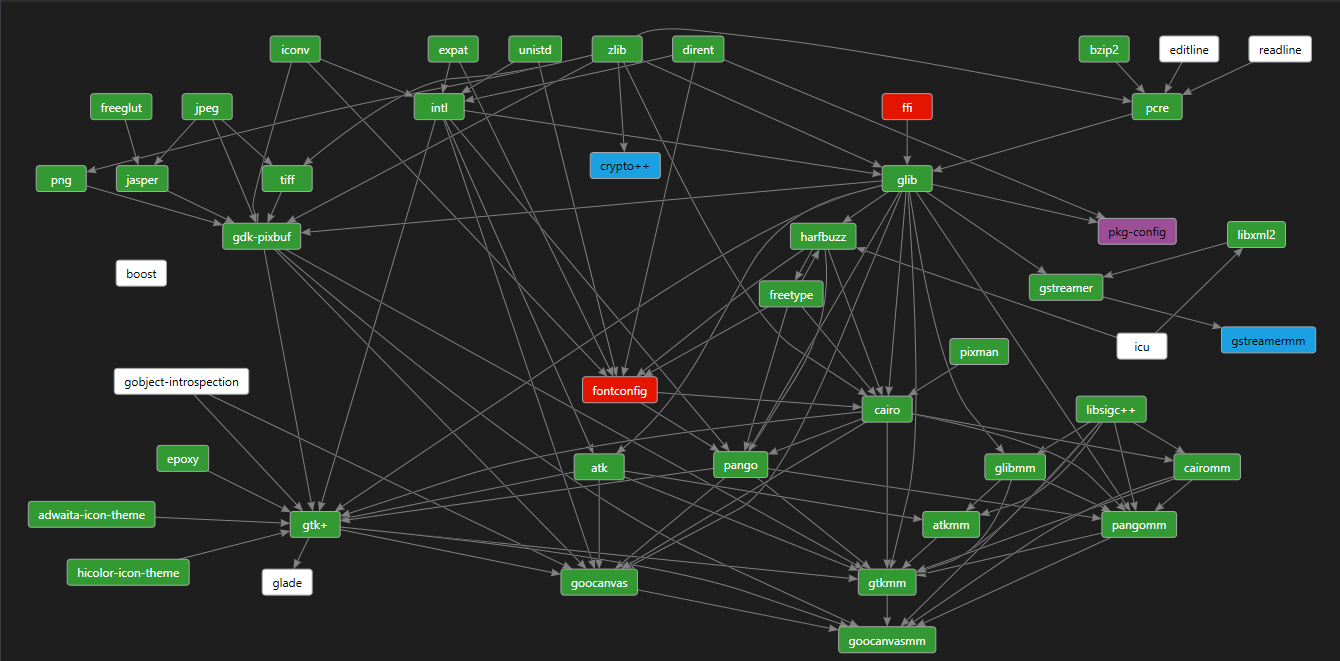 iconv
expat
unistd
zlib
dirent
bzip2
editline
readline
freeglut
jpeg
intl
ffi
pcre
png
jasper
tiff
crypto++
glib
gdk-pixbuf
harfbuzz
pkg-config
libxml2
boost
freetype
gstreamer
gstreamermm
icu
pixman
gobject-introspection
fontconfig
cairo
libsigc++
epoxy
atk
pango
glibmm
cairomm
adwaita-icon-theme
gtk+
atkmm
pangomm
hicolor-icon-theme
glade
goocanvas
gtkmm
goocanvasmm